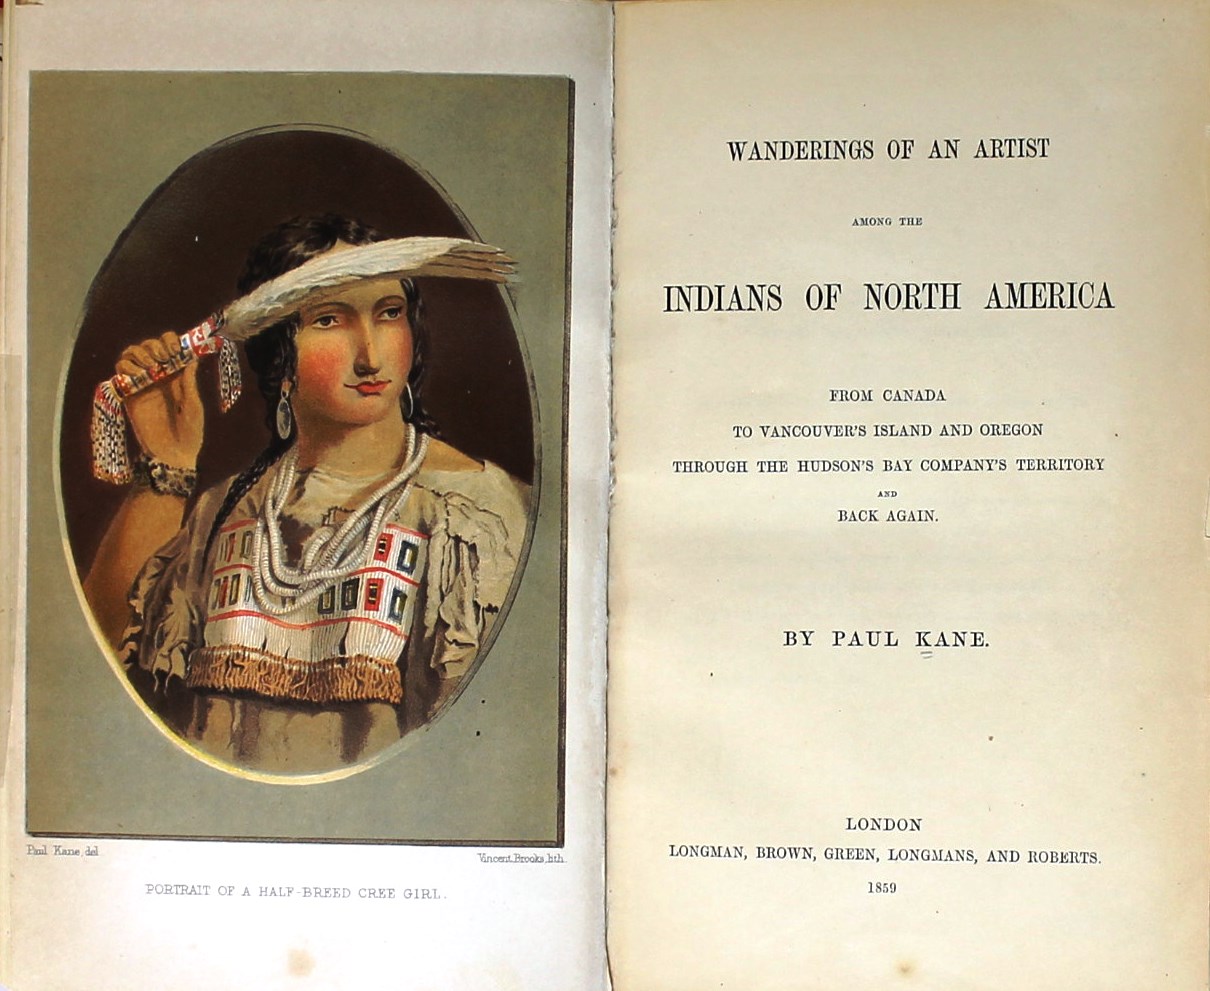 Paul Kane, del.
Vincent Brooks, lith.
PORTRAIT OF A HALF-BREED CREE GIRL.
WANDERINGS OF AN ARTIST
AMONG THE
INDIANS OF NORTH AMERICA
FROM CANADA
TO VANCOUVER'S ISLAND AND OREGON
THROUGH THE HUDSON'S BAY COMPANY'S TERRITORY
AND
BACK AGAIN.
BY PAUL KANE.
LONDON
LONGMAN, BROWN, GREEN, LONGMANS, AND ROBERTS.
1859